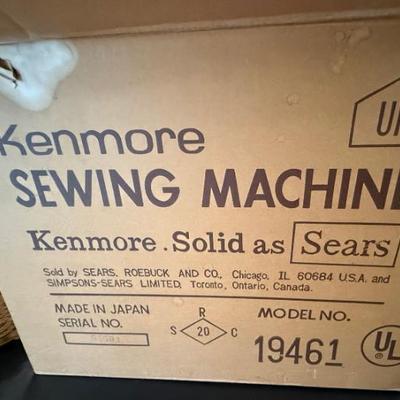 UP
Kenmore
SEWING MACHINE
Kenmore. Solid as Sears
Sold by SEARS, ROEBUCK AND CO., Chicago, IL 60684 U.S.A. and
SIMPSONS-SEARS LIMITED, Toronto, Ontario, Canada.
MADE IN JAPAN
SERIAL NO.
R
S 20 C
MODEL NO.
19461
UL